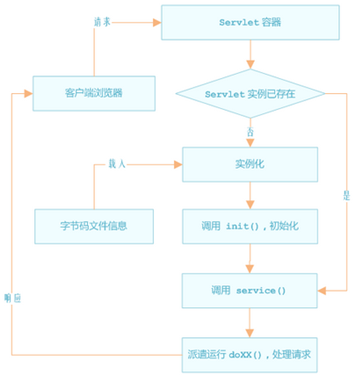 请求
Servlet 容器
客户端浏览器
Servlet 实例已存在
否
载入
实例化
是
字节码文件信息
调用 init()，初始化
调用 service()
响应
派遣运行 doXX()，处理请求